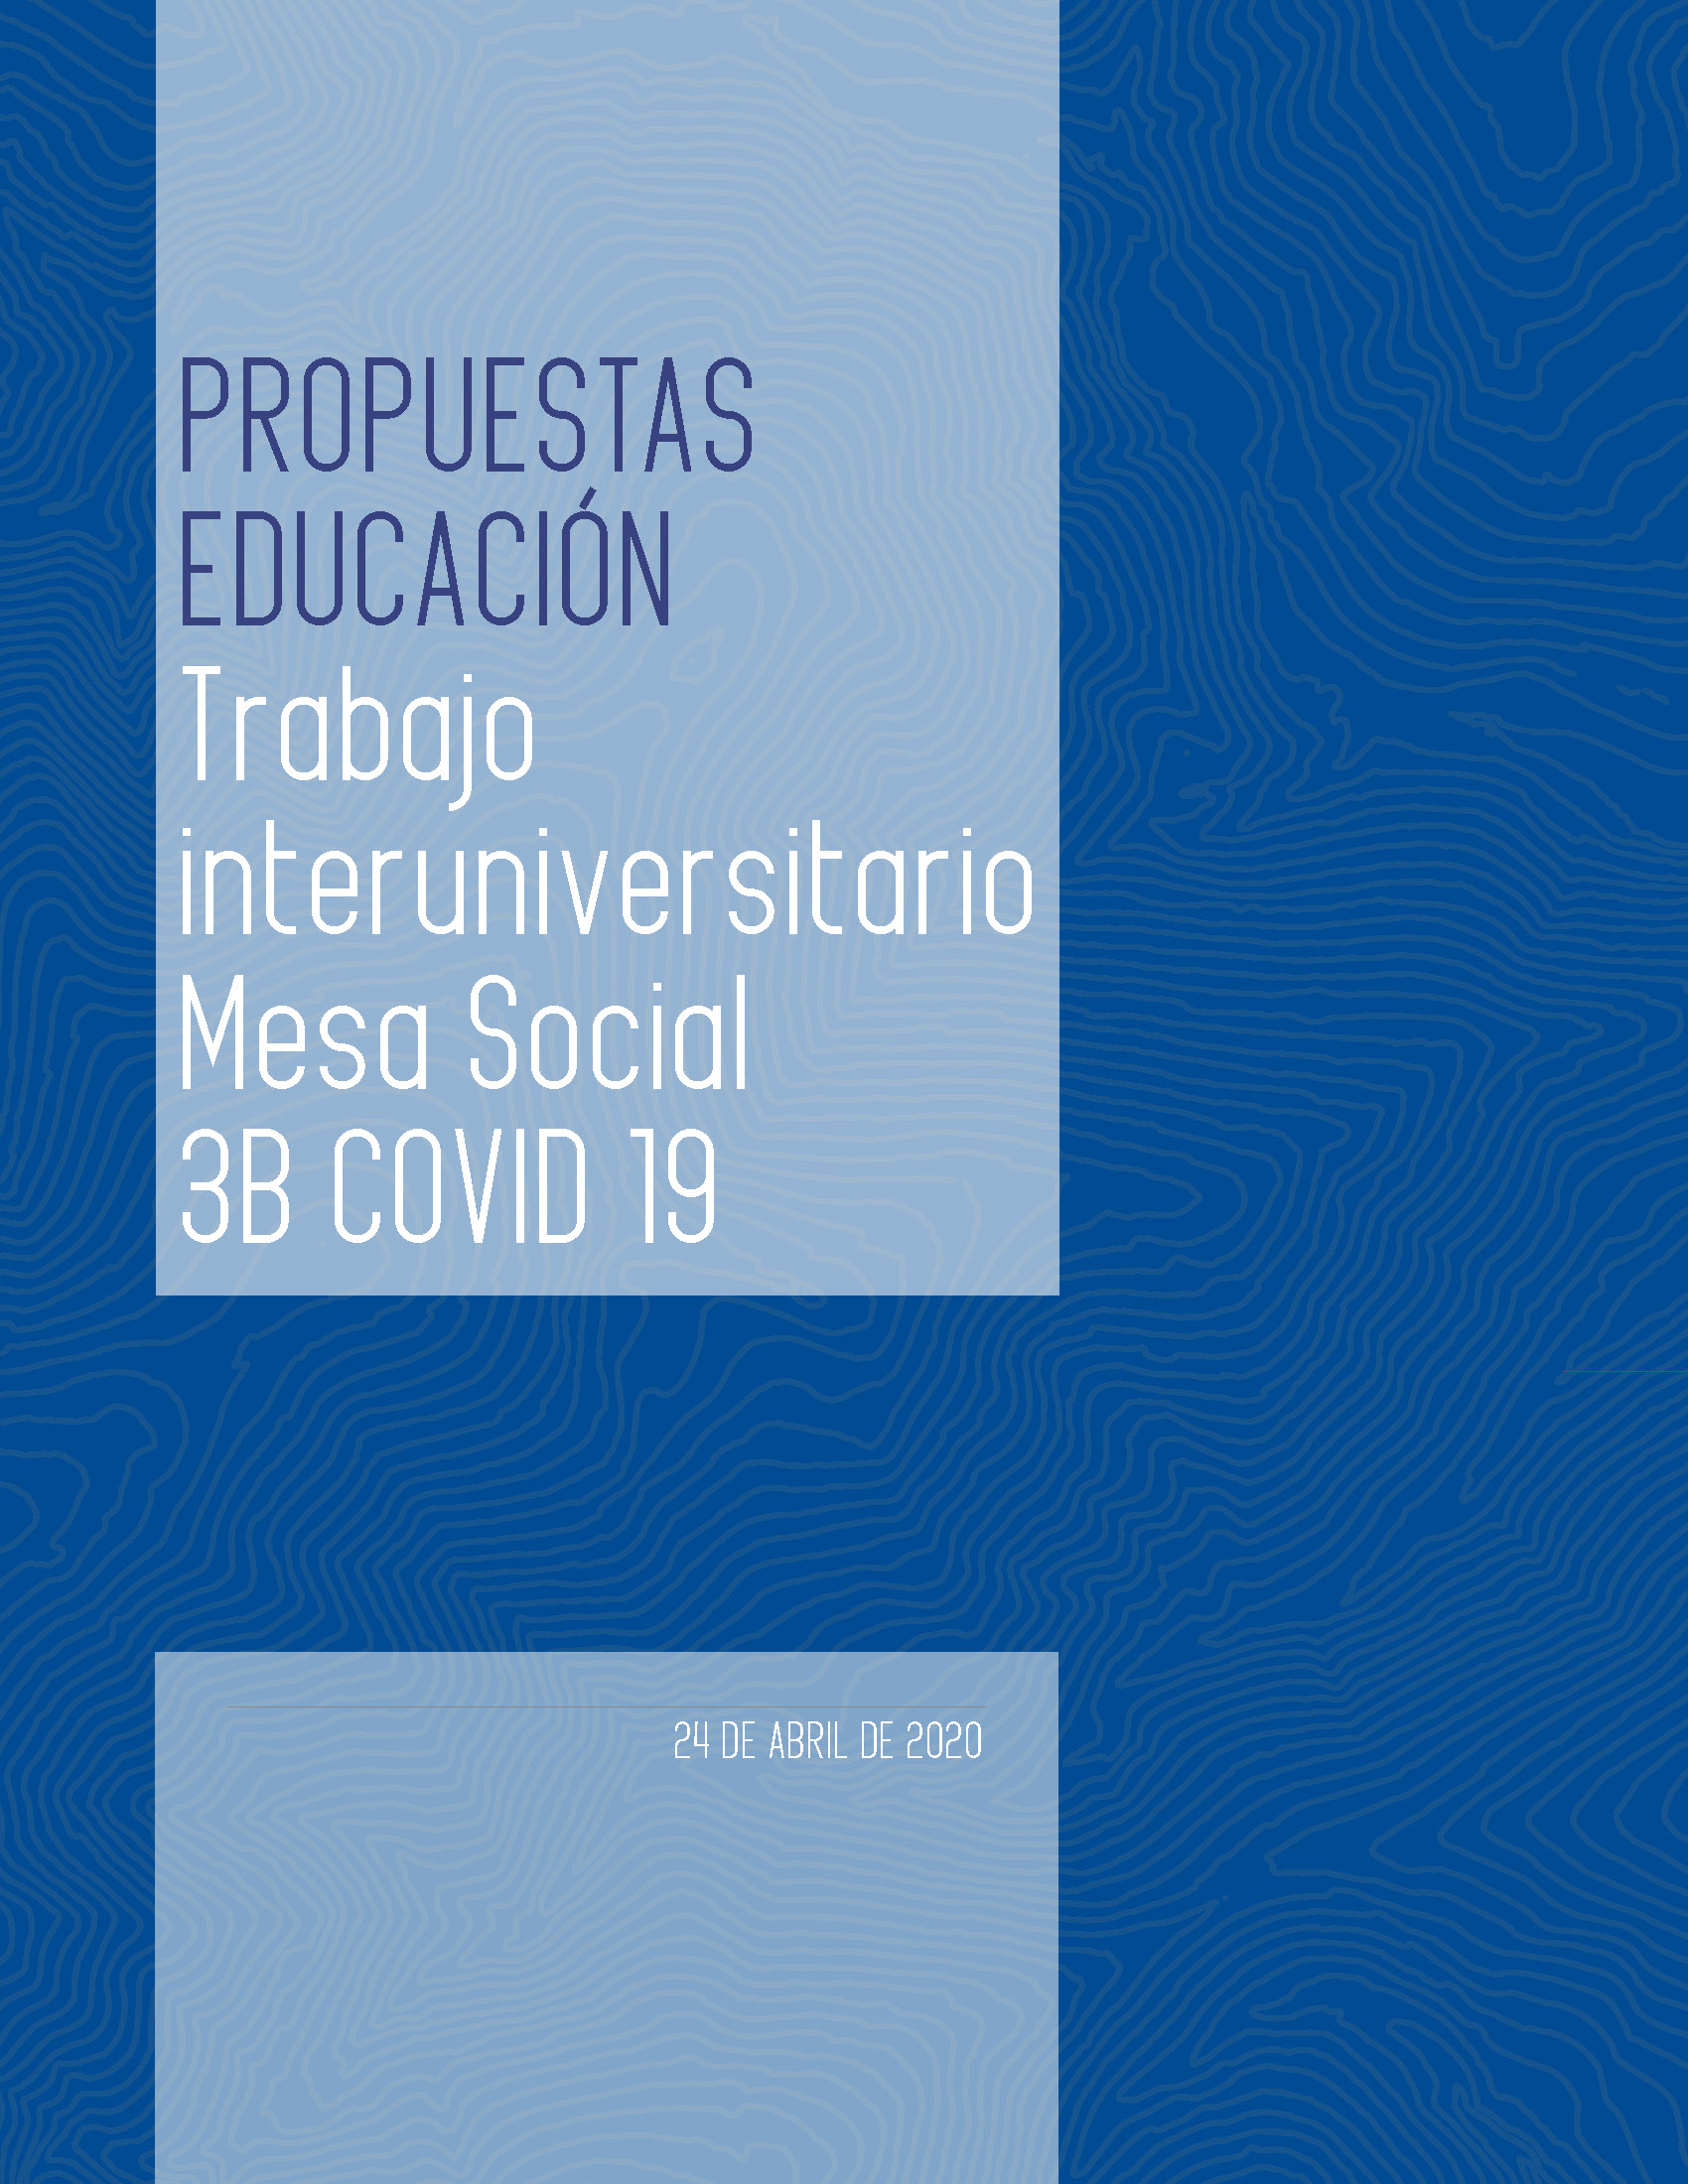 PROPUESTAS
EDUCACIÓN
Trabajo
interuniversitario
Mesa Social
3B COVID 19
24 DE ABRIL DE 2020